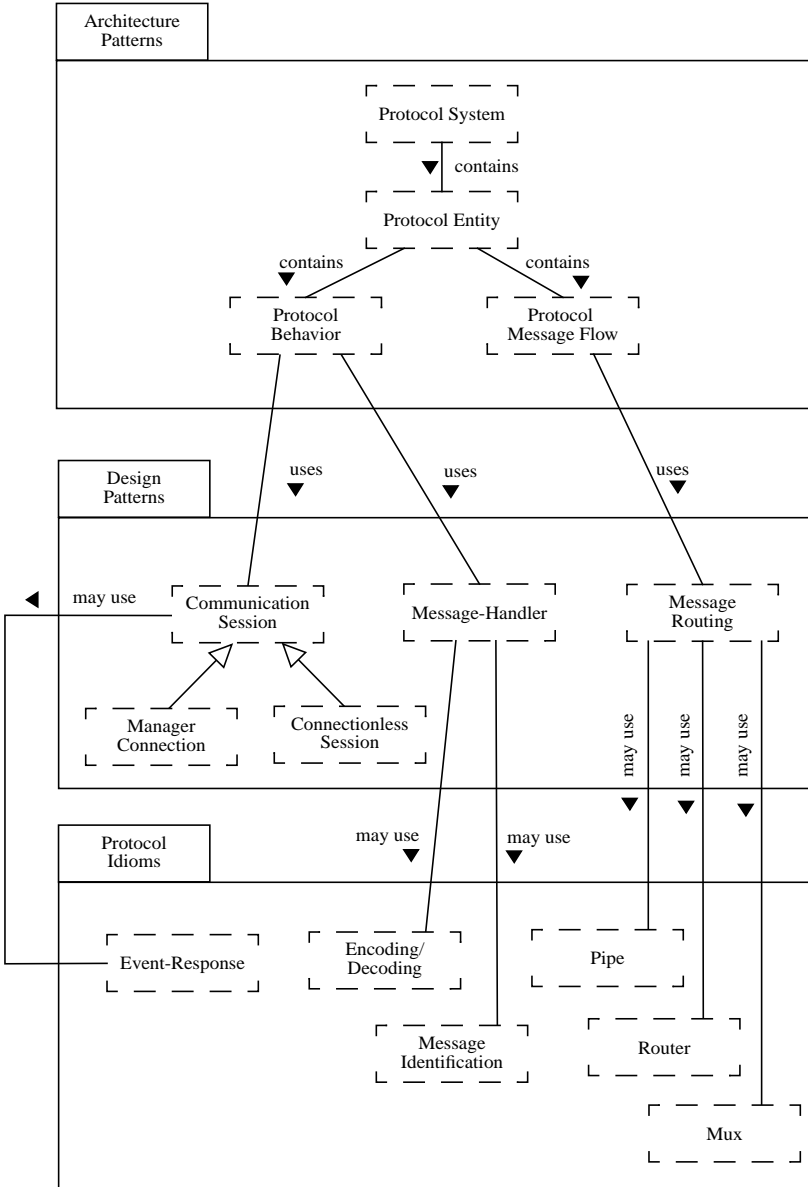 Architecture
Patterns
Protocol System
contains
Protocol Entity
contains
contains
Protocol
Behavior
Protocol
Message Flow
Design
Patterns
uses
uses
uses
may use
Communication
Session
Message-Handler
Message
Routing
Manager
Connection
Connectionless
Session
may use
may use
may use
Protocol
Idioms
may use
may use
Event-Response
Encoding/
Decoding
Pipe
Message
Identification
Router
Mux